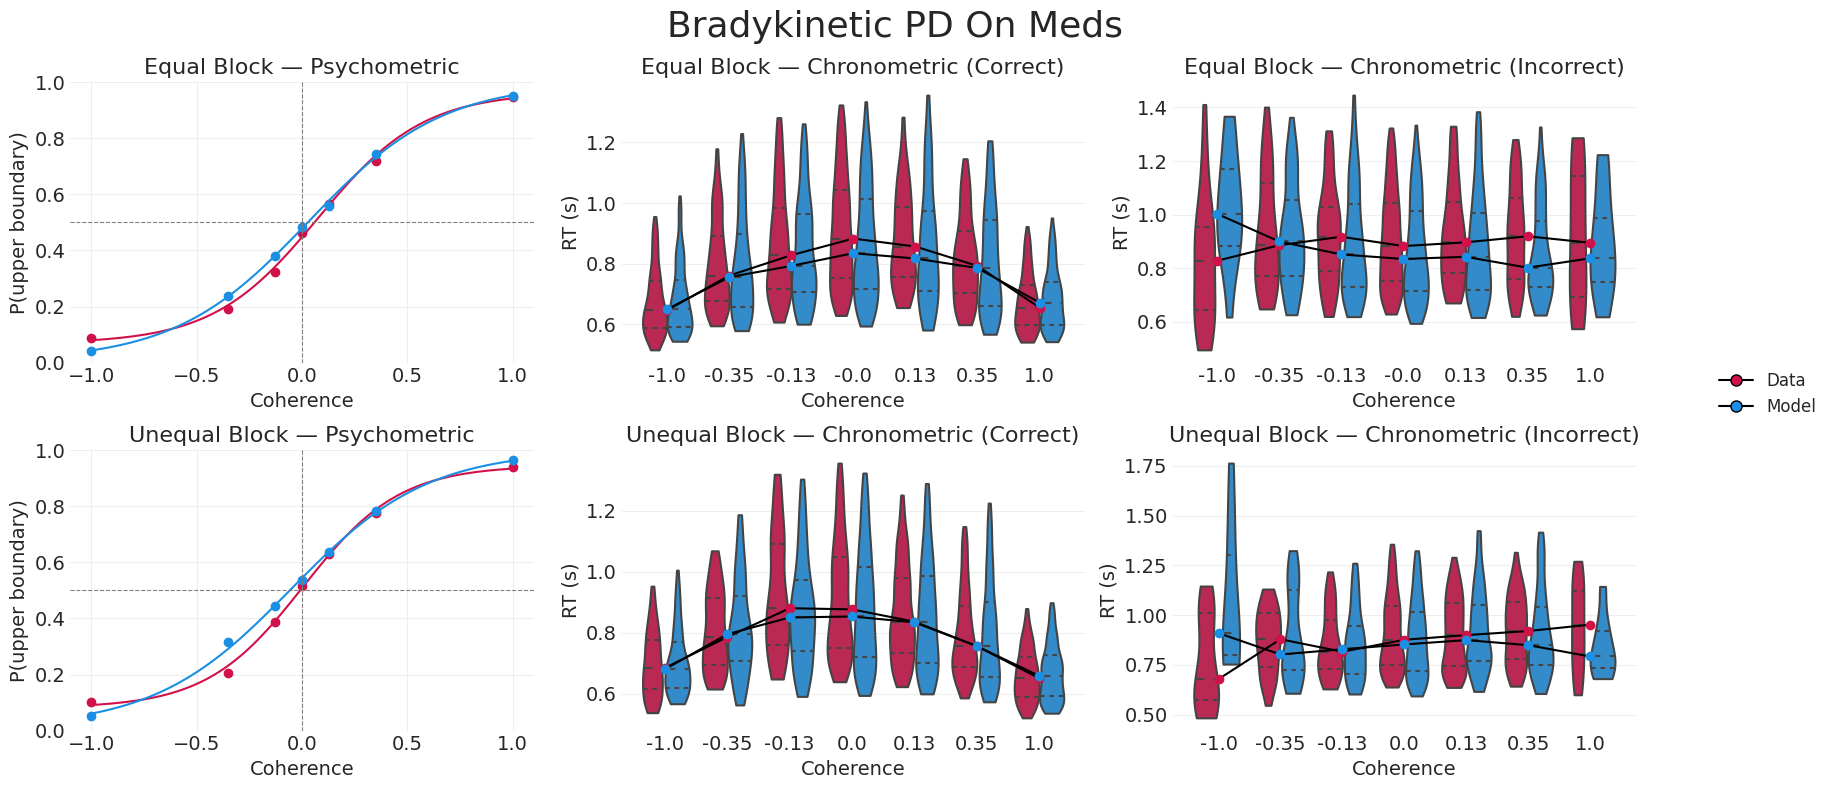 Bradykinetic PD On Meds
Equal Block — Psychometric
P(upper boundary)
1.0
0.8
0.6
0.4
0.2
0.0
−1.0 −0.5 0.0 0.5 1.0
Coherence
Equal Block — Chronometric (Correct)
RT (s)
1.2
1.0
0.8
0.6
-1.0 -0.35 -0.13 -0.0 0.13 0.35 1.0
Coherence
Equal Block — Chronometric (Incorrect)
RT (s)
1.4
1.2
1.0
0.8
0.6
-1.0 -0.35 -0.13 -0.0 0.13 0.35 1.0
Coherence
Data
Model
Unequal Block — Psychometric
P(upper boundary)
1.0
0.8
0.6
0.4
0.2
0.0
−1.0 −0.5 0.0 0.5 1.0
Coherence
Unequal Block — Chronometric (Correct)
RT (s)
1.2
1.0
0.8
0.6
-1.0 -0.35 -0.13 0.0 0.13 0.35 1.0
Coherence
Unequal Block — Chronometric (Incorrect)
RT (s)
1.75
1.50
1.25
1.00
0.75
0.50
-1.0 -0.35 -0.13 0.0 0.13 0.35 1.0
Coherence